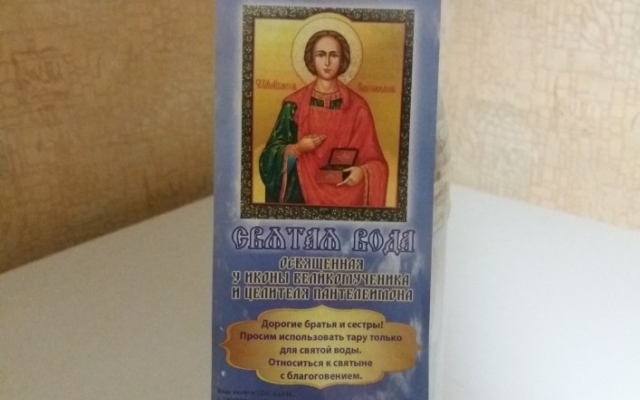 СВЯТАЯ ВОДА
ОСВЯЩЕННАЯ
У ИКОНЫ ВЕЛИКОМУЧЕНИКА
И ЦЕЛИТЕЛЯ ПАНТЕЛЕИМОНА
Дорогие братья и сестры!
Просим использовать тару только
для святой воды.
Относиться к святыне
с благоговением.